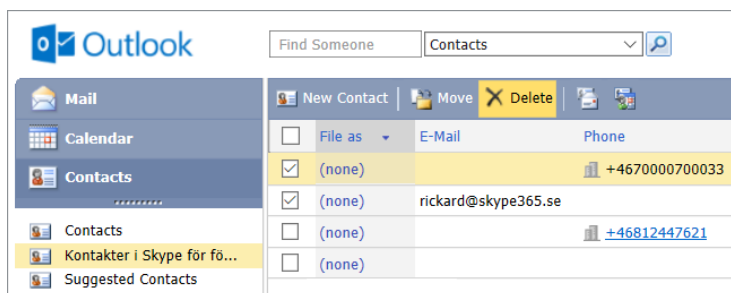 Outlook
Find Someone Contacts
Mail
Calendar
Contacts
Contacts
Kontakter i Skype för fö...
Suggested Contacts
New Contact Move Delete
File as E-Mail Phone
(none) +4670000700033
(none) rickard@skype365.se
(none) +46812447621
(none)